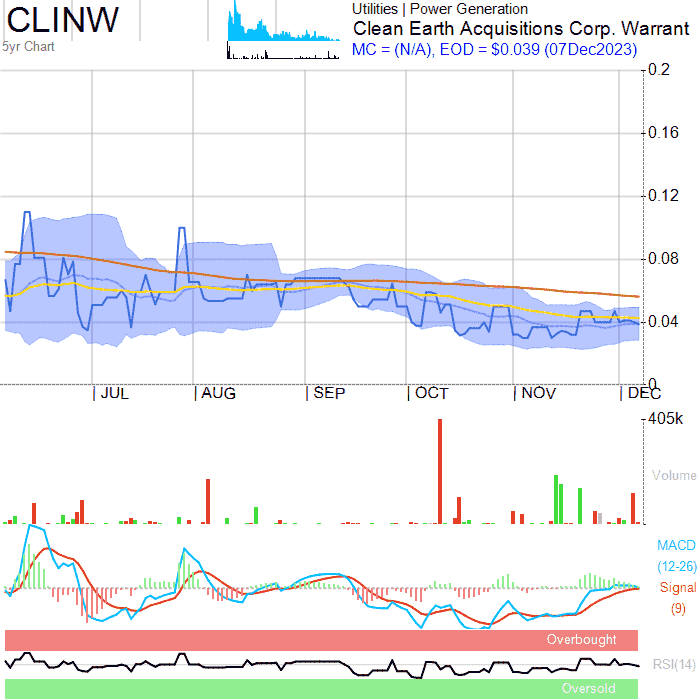 CLINW
5yr Chart
Utilities | Power Generation
Clean Earth Acquisitions Corp. Warrant
MC = (N/A), EOD = $0.039 (07Dec2023)
0.2
0.16
0.12
0.08
0.04
0
| JUL | AUG | SEP | OCT | NOV | DEC
405k
Volume
MACD
(12-26)
Signal
(9)
Overbought
RSI(14)
Oversold